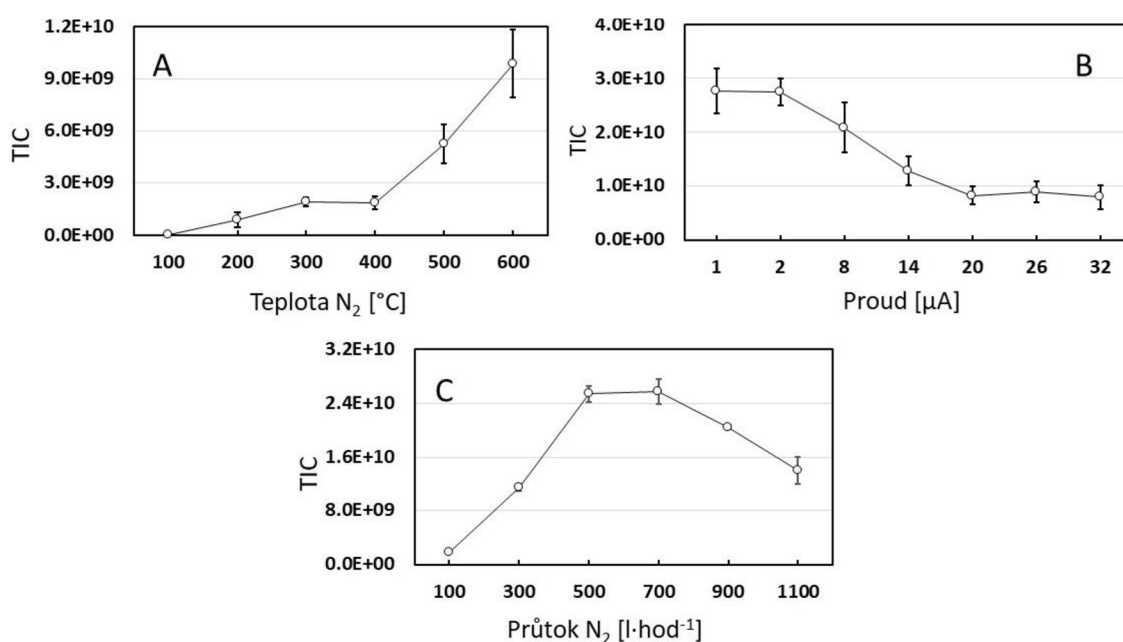 A
TIC
1.2E+10
9.0E+09
6.0E+09
3.0E+09
0.0E+00
100 200 300 400 500 600
Teplota N₂ [°C]
B
TIC
4.0E+10
3.0E+10
2.0E+10
1.0E+10
0.0E+00
1 2 8 14 20 26 32
Proud [µA]
C
TIC
3.2E+10
2.4E+10
1.6E+10
8.0E+09
0.0E+00
100 300 500 700 900 1100
Průtok N₂ [l·hod⁻¹]